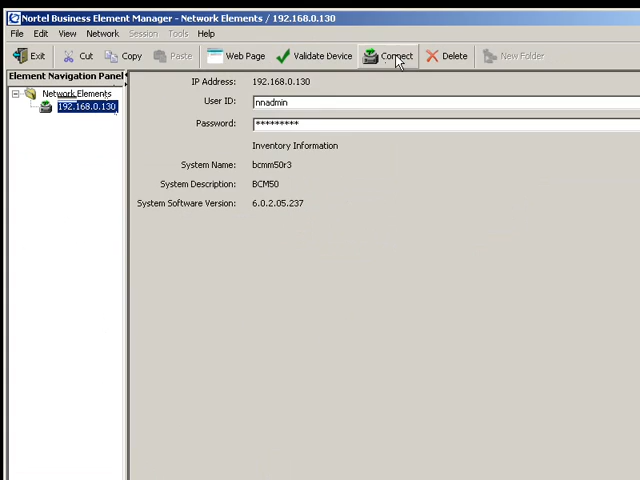 Nortel Business Element Manager - Network Elements / 192.168.0.130
File Edit View Network Session Tools Help
Exit Cut Copy Paste Web Page Validate Device Connect Delete New Folder
Element Navigation Panel
Network Elements
192.168.0.130
IP Address: 192.168.0.130
User ID: nnadmin
Password: *********
Inventory Information
System Name: bcmm50r3
System Description: BCM50
System Software Version: 6.0.2.05.237